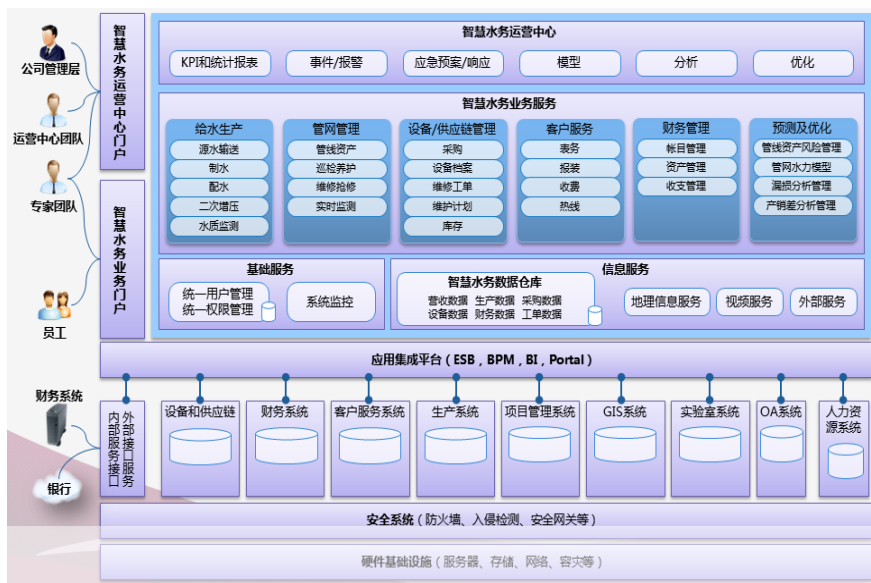 智慧水务运营中心
公司管理层
智慧水务运营中心门户
KPI和统计报表
事件/报警
应急预案/响应
模型
分析
优化
运营中心团队
智慧水务业务服务
给水生产
源水输送
制水
配水
二次增压
水质监测
管网管理
管线资产
巡检养护
维修抢修
实时监测
设备/供应链管理
采购
设备档案
维修工单
维护计划
库存
客户服务
表务
报装
收费
热线
财务管理
帐目管理
资产管理
收支管理
预测及优化
管线资产风险管理
管网水力模型
漏损分析管理
产销差分析管理
专家团队
智慧水务业务门户
员工
基础服务
统一用户管理
统一权限管理
系统监控
信息服务
智慧水务数据仓库
营收数据 生产数据 采购数据
设备数据 财务数据 工单数据
地理信息服务
视频服务
外部服务
应用集成平台（ESB，BPM，BI，Portal）
财务系统
银行
外部接口服务
内部服务接口
设备和供应链
财务系统
客户服务系统
生产系统
项目管理系统
GIS系统
实验室系统
OA系统
人力资
源系统
安全系统（防火墙、入侵检测、安全网关等）
硬件基础设施（服务器、存储、网络、容灾等）